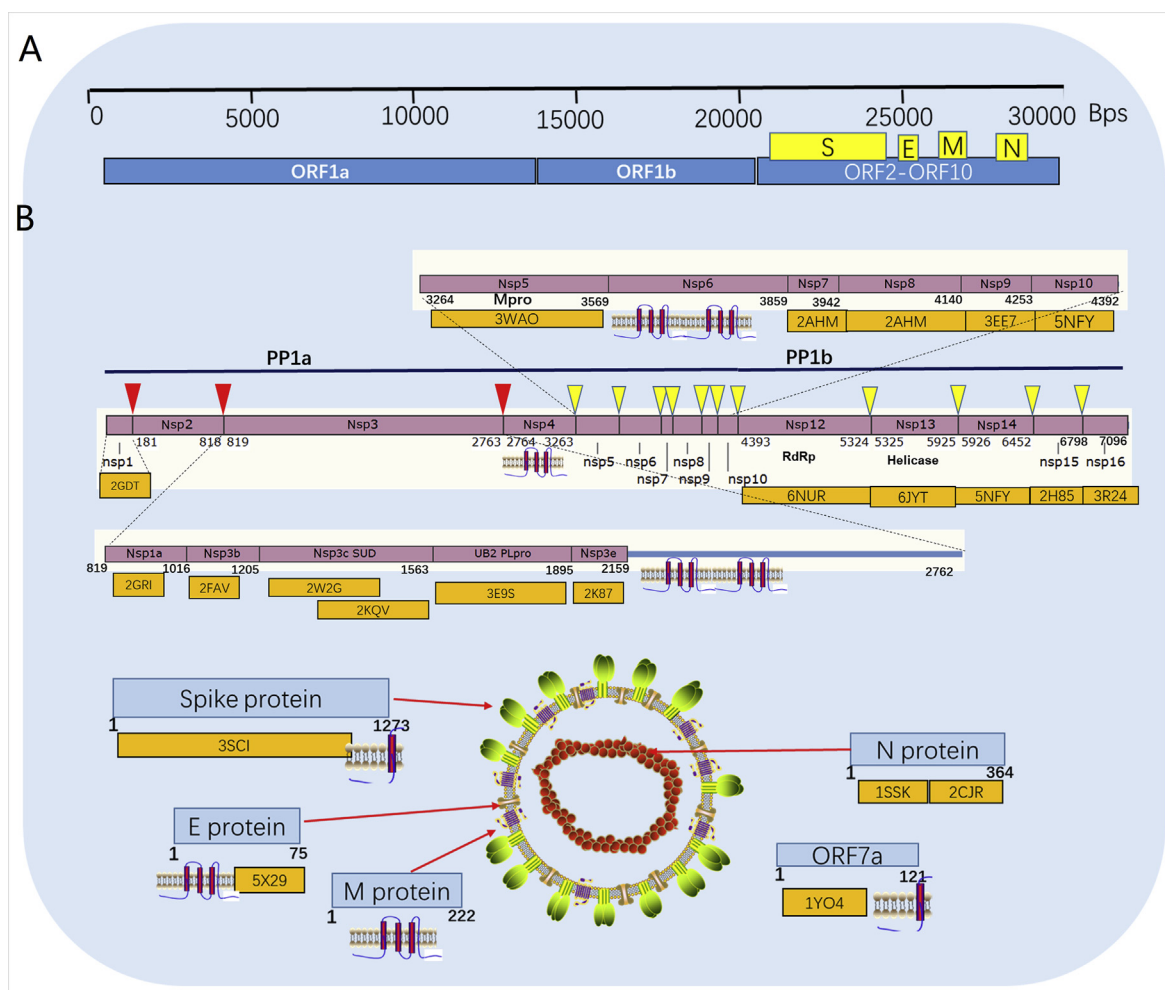 A
0 5000 10000 15000 20000 25000 30000 Bps
S E M N
ORF1a ORF1b ORF2-ORF10
B
Nsp5 Nsp6 Nsp7 Nsp8 Nsp9 Nsp10
3264 Mpro 3569 3859 3942 4140 4253 4392
3WAO 2AHM 2AHM 3EE7 5NFY
PP1a PP1b
Nsp2 Nsp3 Nsp4 Nsp12 Nsp13 Nsp14
181 818 819 2763 2764 3263 4393 5324 5325 5925 5926 6452 6798 7096
nsp1 nsp5 nsp6 nsp8 RdRp Helicase nsp15 nsp16
nsp7 nsp9 nsp10
2GDT
6NUR 6JYT 5NFY 2H85 3R24
Nsp1a Nsp3b Nsp3c SUD UB2 PLpro Nsp3e
819 1016 1205 1563 1895 2159 2762
2GRI 2FAV 2W2G 3E9S 2K87
2KQV
Spike protein
1 1273
3SCI
N protein
1 364
1SSK 2CJR
E protein
1 75
5X29
M protein
1 222
ORF7a
1 121
1YO4